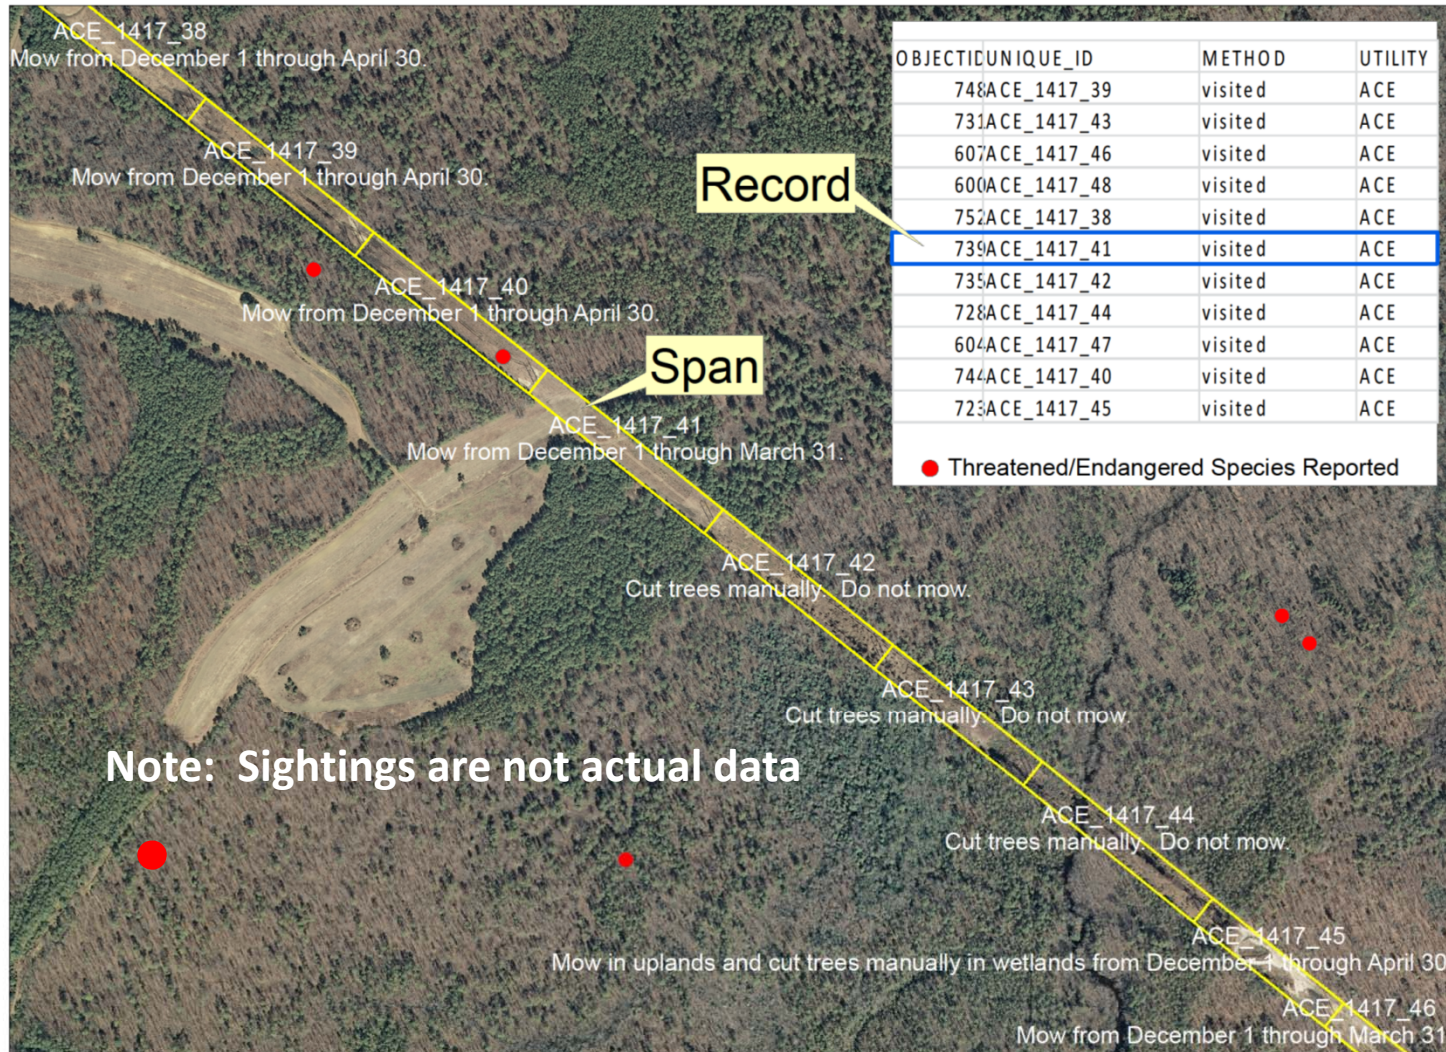 ACE_1417_38
Mow from December 1 through April 30.
ACE_1417_39
Mow from December 1 through April 30.
ACE_1417_40
Mow from December 1 through April 30.
Span
ACE_1417_41
Mow from December 1 through March 31.
ACE_1417_42
Cut trees manually. Do not mow.
ACE_1417_43
Cut trees manually. Do not mow.
ACE_1417_44
Cut trees manually. Do not mow.
ACE_1417_45
Mow in uplands and cut trees manually in wetlands from December 1 through April 30
ACE_1417_46
Mow from December 1 through March 31
Note: Sightings are not actual data
Record
OBJECTID UNIQUE_ID METHOD UTILITY
748 ACE_1417_39 visited ACE
731 ACE_1417_43 visited ACE
607 ACE_1417_46 visited ACE
600 ACE_1417_48 visited ACE
752 ACE_1417_38 visited ACE
739 ACE_1417_41 visited ACE
735 ACE_1417_42 visited ACE
728 ACE_1417_44 visited ACE
604 ACE_1417_47 visited ACE
744 ACE_1417_40 visited ACE
723 ACE_1417_45 visited ACE
Threatened/Endangered Species Reported